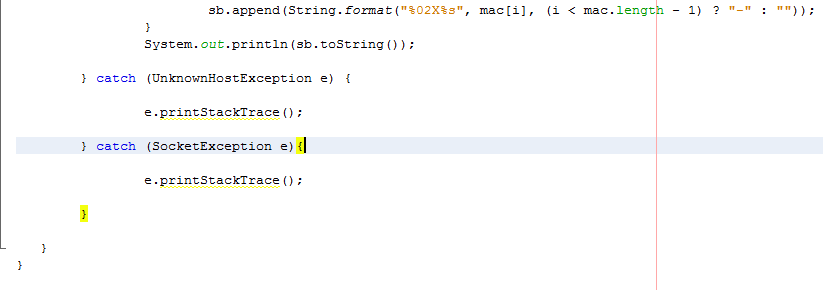 sb.append(String.format("%02X%s", mac[i], (i < mac.length - 1) ? "-" : ""));
}
System.out.println(sb.toString());
} catch (UnknownHostException e) {
e.printStackTrace();
} catch (SocketException e){
e.printStackTrace();
}
}
}